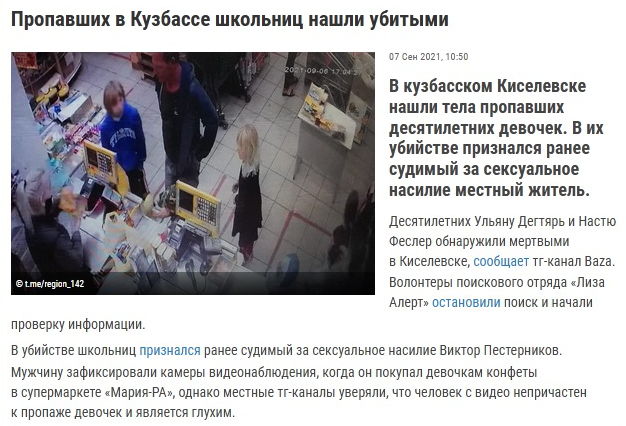 Пропавших в Кузбассе школьниц нашли убитыми
2021-09-06 17:04:37
© t.me/region_142
07 Сен 2021, 10:50
В кузбасском Киселевске
нашли тела пропавших
десятилетних девочек. В их
убийстве признался ранее
судимый за сексуальное
насилие местный житель.
Десятилетних Ульяну Дегтярь и Настю
Феслер обнаружили мертвыми
в Киселевске, сообщает тг-канал Baza.
Волонтеры поискового отряда «Лиза
Алерт» остановили поиск и начали
проверку информации.
В убийстве школьниц признался ранее судимый за сексуальное насилие Виктор Пестерников.
Мужчину зафиксировали камеры видеонаблюдения, когда он покупал девочкам конфеты
в супермаркете «Мария-РА», однако местные тг-каналы уверяли, что человек с видео непричастен
к пропаже девочек и является глухим.